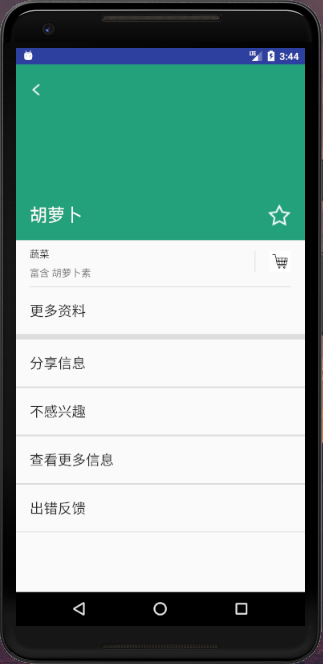 3:44
胡萝卜
蔬菜
富含 胡萝卜素
更多资料
分享信息
不感兴趣
查看更多信息
出错反馈